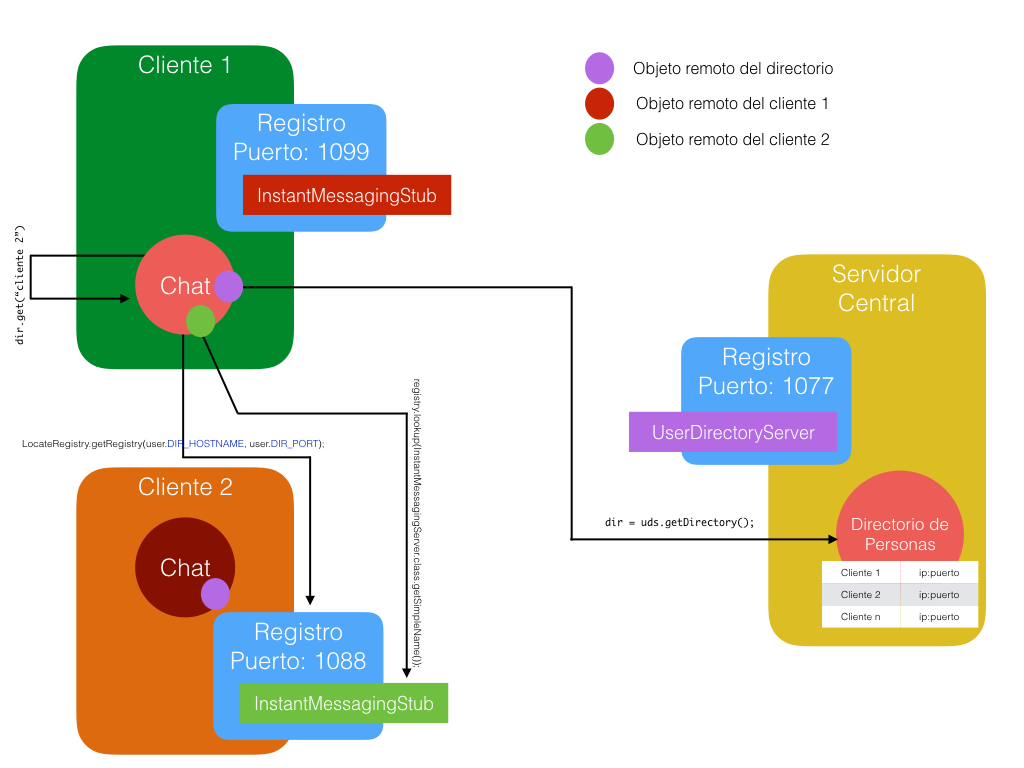 Cliente 1
Registro
Puerto: 1099
InstantMessagingStub
Objeto remoto del directorio
Objeto remoto del cliente 1
Objeto remoto del cliente 2
dir.get(“cliente 2”)
Chat
Servidor
Central
Registro
Puerto: 1077
UserDirectoryServer
registry.lookup(InstantMessagingServer.class.getSimpleName());
LocateRegistry.getRegistry(user.DIR_HOSTNAME, user.DIR_PORT);
Cliente 2
Chat
Registro
Puerto: 1088
InstantMessagingStub
dir = uds.getDirectory();
Directorio de
Personas
Cliente 1 ip:puerto
Cliente 2 ip:puerto
Cliente n ip:puerto